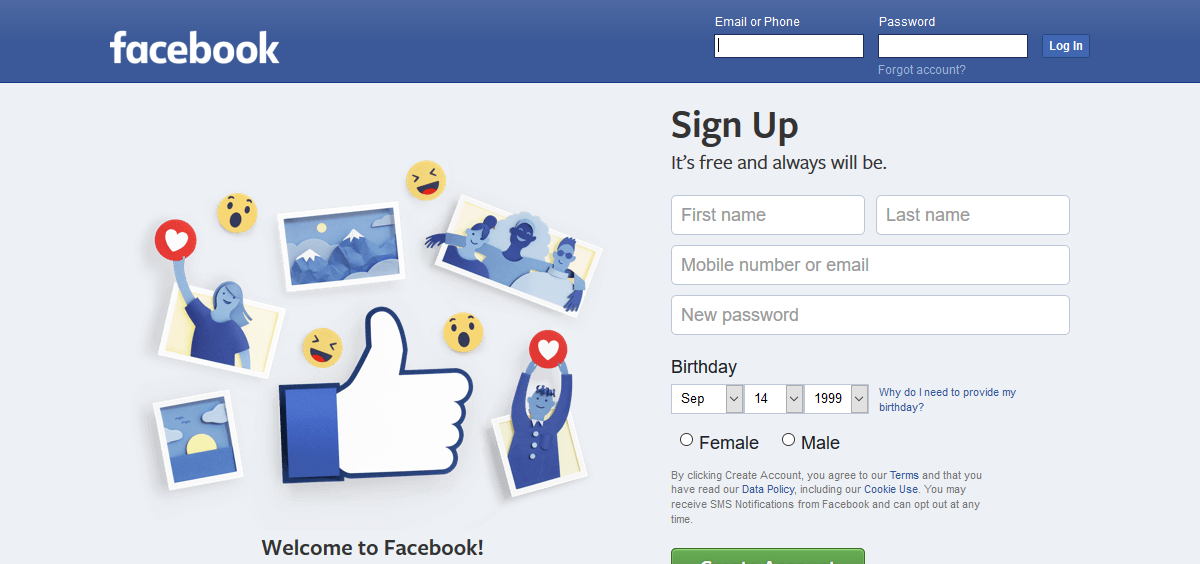 facebook
Email or Phone
Password
Log In
Forgot account?
Sign Up
It's free and always will be.
First name
Last name
Mobile number or email
New password
Birthday
Sep
14
1999
Why do I need to provide my
birthday?
Female
Male
By clicking Create Account, you agree to our Terms and that you
have read our Data Policy, including our Cookie Use. You may
receive SMS Notifications from Facebook and can opt out at any
time.
Welcome to Facebook!
Create Account